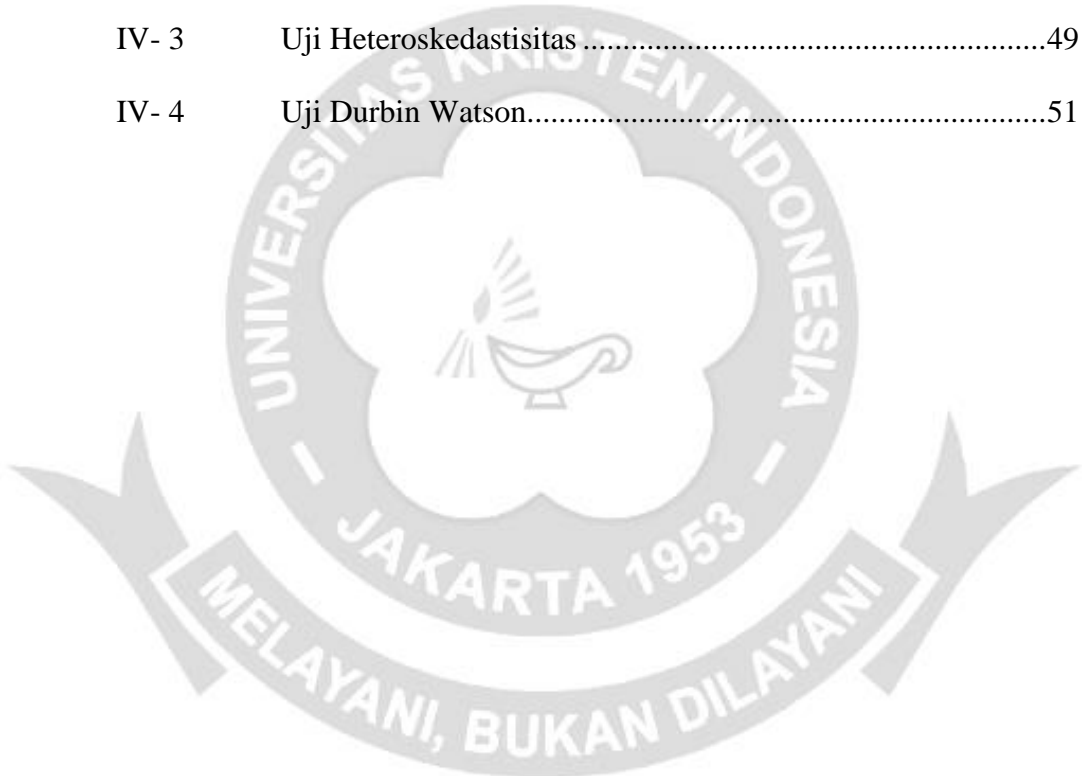 IV- 3 Uji Heteroskedastisitas ..........................................................49
IV- 4 Uji Durbin Watson.................................................................51
UNIVERSITAS KRISTEN INDONESIA
- JAKARTA 1953 -
MELAYANI, BUKAN DILAYANI